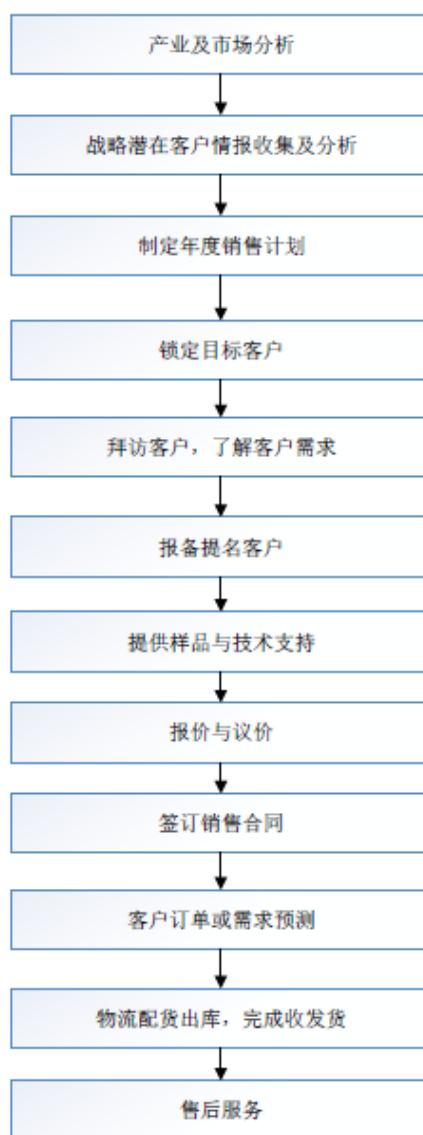 产业及市场分析
战略潜在客户情报收集及分析
制定年度销售计划
锁定目标客户
拜访客户，了解客户需求
报备提名客户
提供样品与技术支持
报价与议价
签订销售合同
客户订单或需求预测
物流配货出库，完成收发货
售后服务